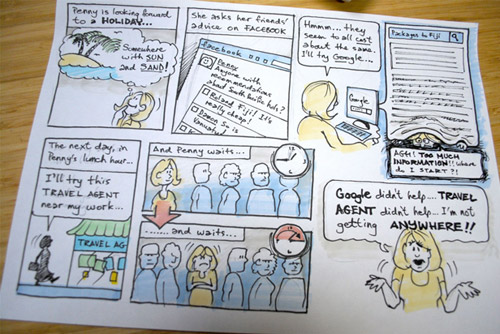 Penny is looking forward
to a HOLIDAY...
Somewhere
with SUN
and SAND!
She asks her friends'
advice on FACEBOOK
facebook
Penny
Anyone with
recommendations
about South Pacific hols?
Roland Fiji! It's
really cheap!
is
Hmmm... they
seem to all cost
about the same.
I'll try Google...
Google
Packages to Fiji
AGH! TOO MUCH
INFORMATION!! Where
do I START?!
The next day, in
Penny's lunch hour...
I'll try this
TRAVEL AGENT
near my work...
TRAVEL AG
And Penny waits...
......and waits.....
Google didn't help... TRAVEL
AGENT didn't help... I'm not
getting ANYWHERE!!